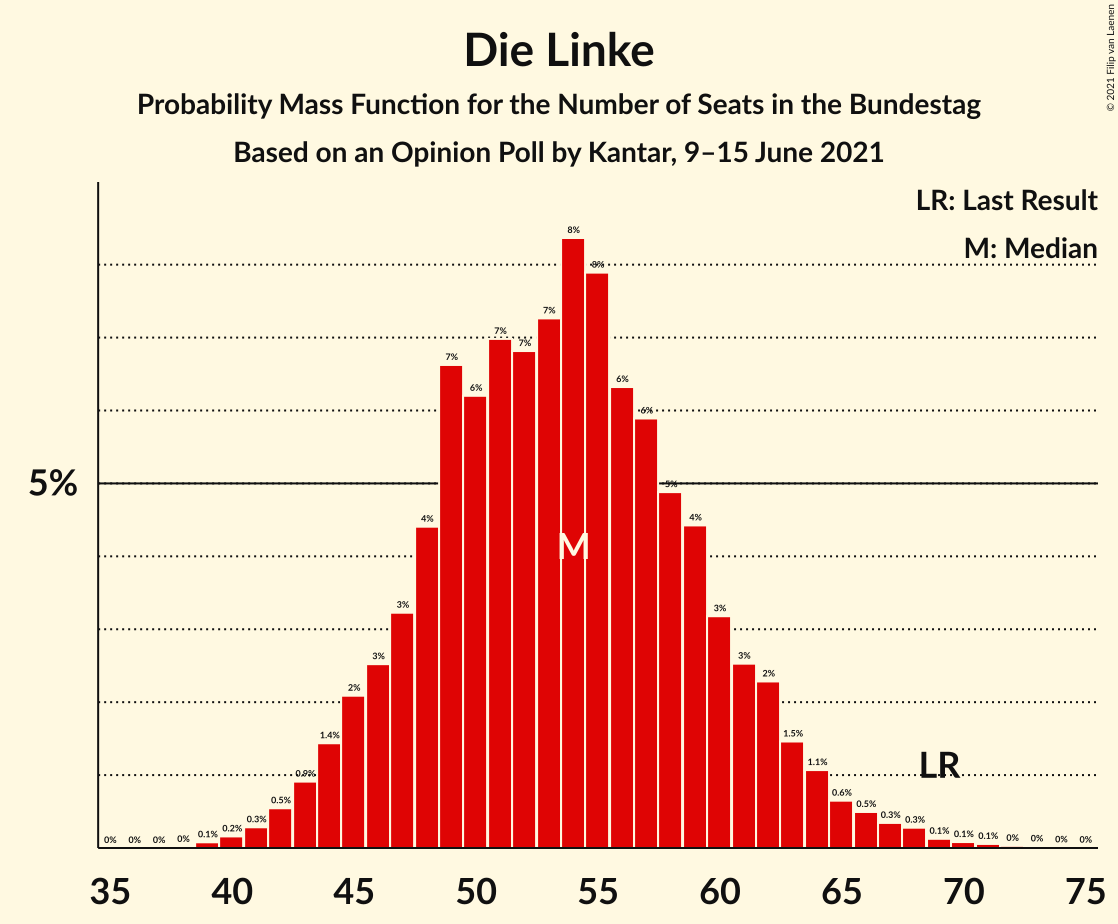 Die Linke
Probability Mass Function for the Number of Seats in the Bundestag
Based on an Opinion Poll by Kantar, 9–15 June 2021
© 2021 Filip van Laenen
LR: Last Result
M: Median
5%
0% 0% 0% 0% 0.1% 0.2% 0.3% 0.5% 0.9% 1.4% 2% 3% 3% 4% 7% 6% 7% 7% 7% 8% 8% 6% 6% 5% 4% 3% 3% 2% 1.5% 1.1% 0.6% 0.5% 0.3% 0.3% 0.1% 0.1% 0.1% 0% 0% 0% 0%
M
LR
35 40 45 50 55 60 65 70 75